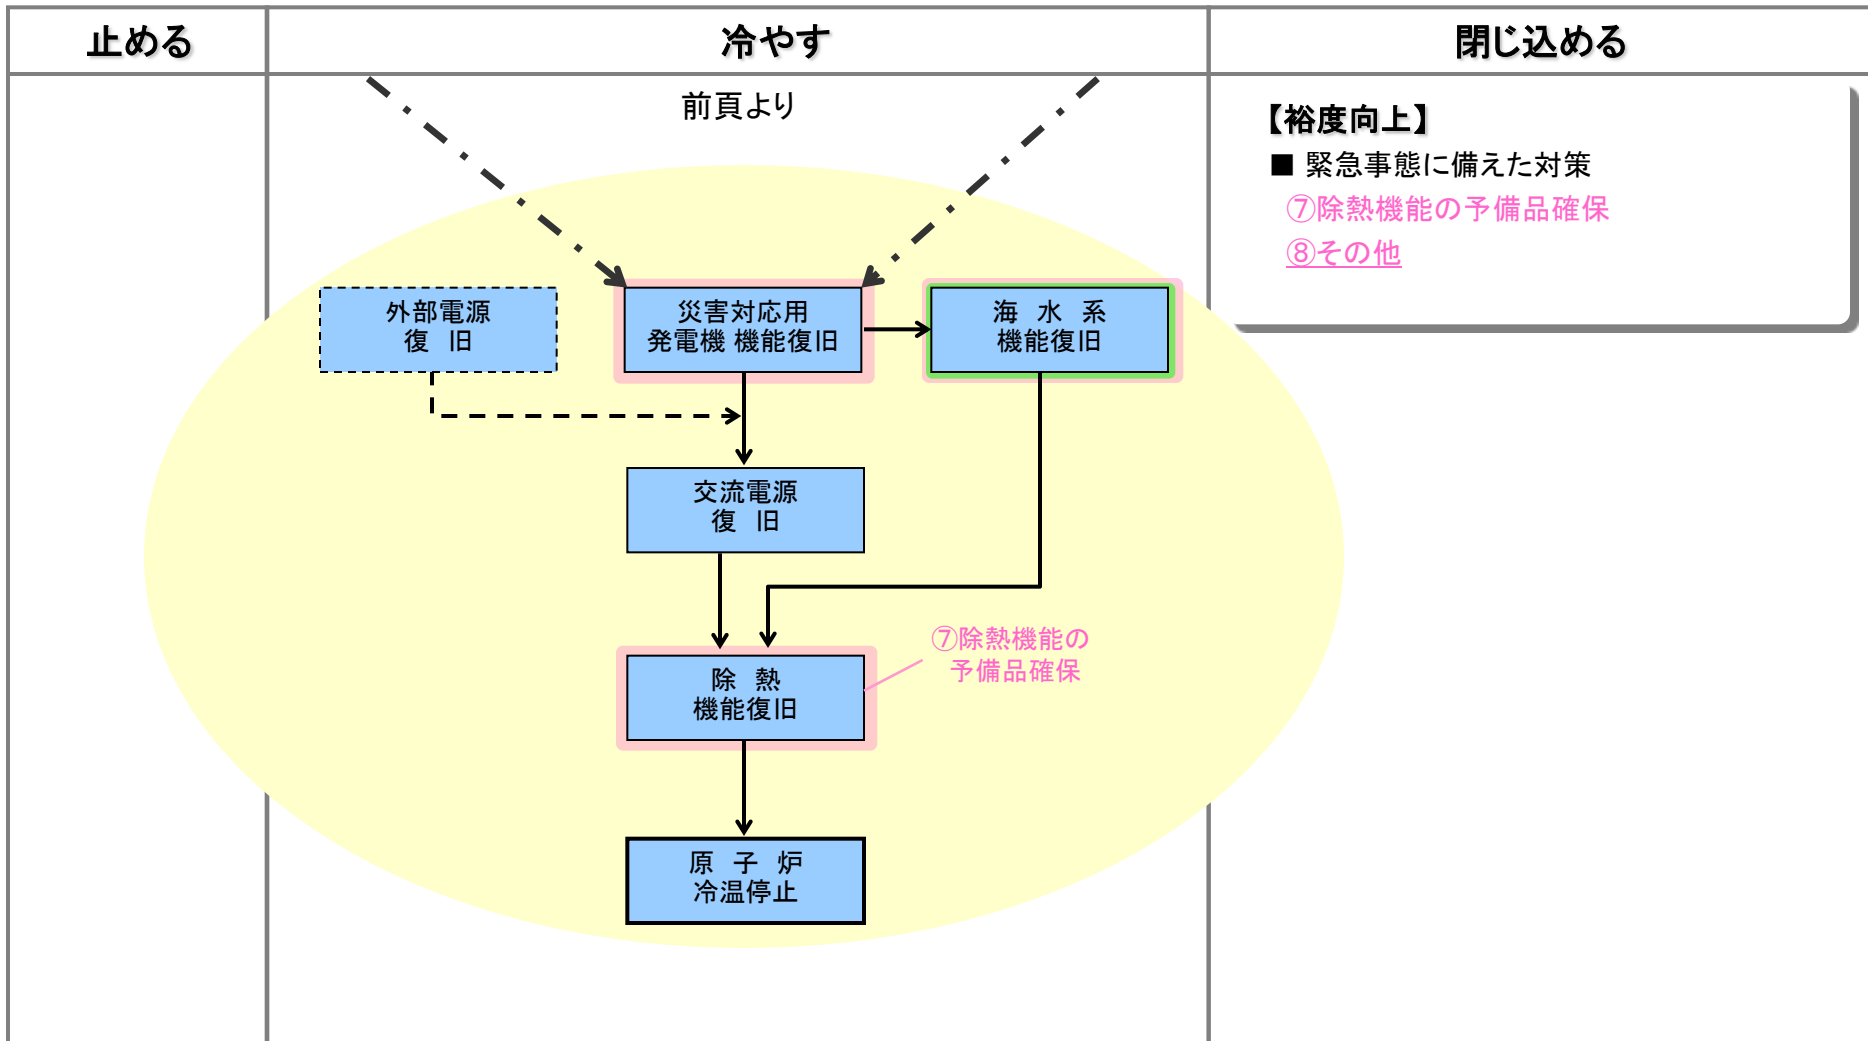 止める
冷やす
閉じ込める
前頁より
【裕度向上】
■ 緊急事態に備えた対策
⑦除熱機能の予備品確保
⑧その他
外部電源
復 旧
災害対応用
発電機 機能復旧
海 水 系
機能復旧
交流電源
復 旧
⑦除熱機能の
予備品確保
除 熱
機能復旧
原 子 炉
冷温停止